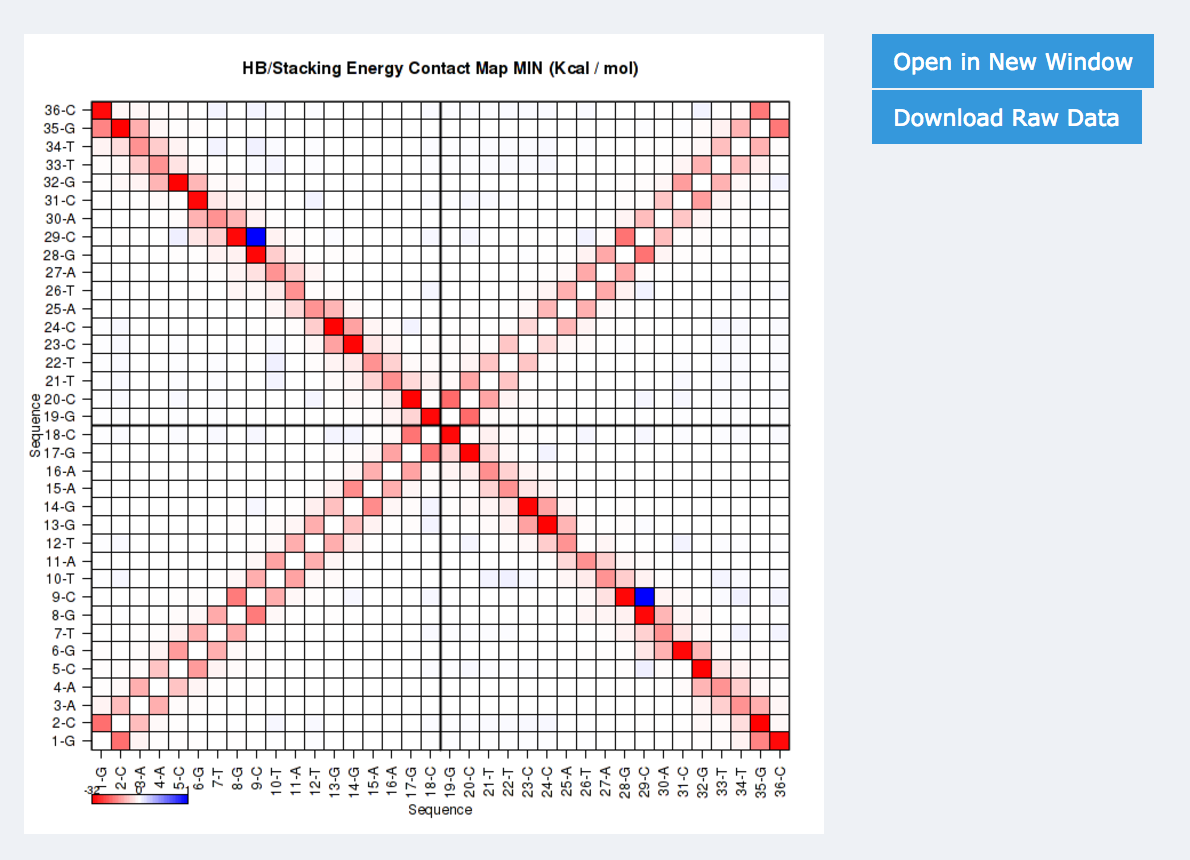 HB/Stacking Energy Contact Map MIN (Kcal / mol)
Open in New Window
Download Raw Data
36-C
35-G
34-T
33-T
32-G
31-C
30-A
29-C
28-G
27-A
26-T
25-A
24-C
23-C
22-T
21-T
20-C
19-G
18-C
17-G
16-A
15-A
14-G
13-G
12-T
11-A
10-T
9-C
8-G
7-T
6-G
5-C
4-A
3-A
2-C
1-G
Sequence
1-G
2-C
3-A
4-A
5-C
6-G
7-T
8-G
9-C
10-T
11-A
12-T
13-G
14-G
15-A
16-A
17-G
18-C
19-G
20-C
21-T
22-T
23-C
24-C
25-A
26-T
27-A
28-G
29-C
30-A
31-C
32-G
33-T
34-T
35-G
36-C
0
Sequence